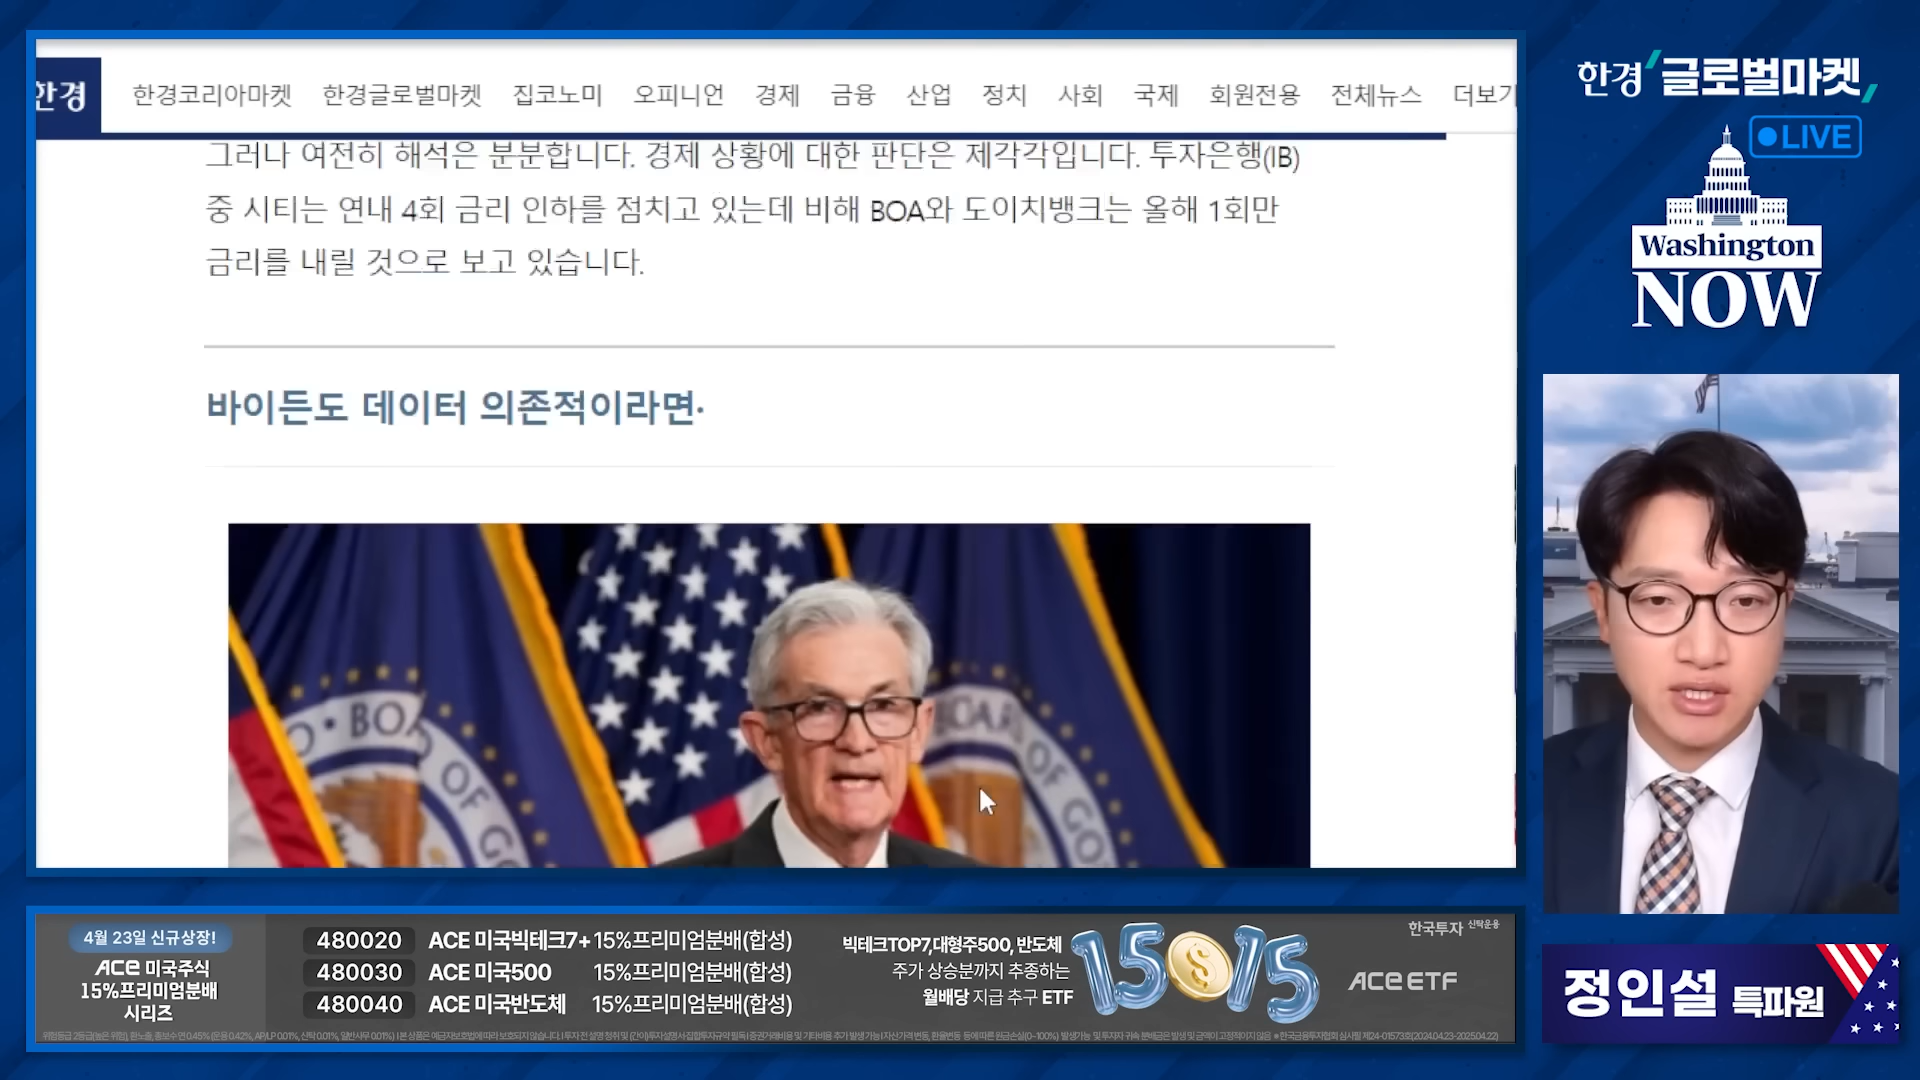 한경
한경코리아마켓 한경글로벌마켓 집코노미 오피니언 경제 금융 산업 정치 사회 국제 회원전용 전체뉴스 더보기
그러나 여전히 해석은 분분합니다. 경제 상황에 대한 판단은 제각각입니다. 투자은행(IB)
중 시티는 연내 4회 금리 인하를 점치고 있는데 비해 BOA와 도이치뱅크는 올해 1회만
금리를 내릴 것으로 보고 있습니다.
바이든도 데이터 의존적이라면·
BOA
OF GO
BOARD OF GO
한경 글로벌마켓
LIVE
Washington
NOW
정인설 특파원
4월 23일 신규상장!
ACE 미국주식
15%프리미엄분배
시리즈
480020 ACE 미국빅테크7+ 15%프리미엄분배(합성)
480030 ACE 미국500 15%프리미엄분배(합성)
480040 ACE 미국반도체 15%프리미엄분배(합성)
빅테크TOP7, 대형주500, 반도체
주가 상승분까지 추종하는
월배당 지급 추구 ETF
15 $ 15
한국투자 신탁운용
ACE ETF